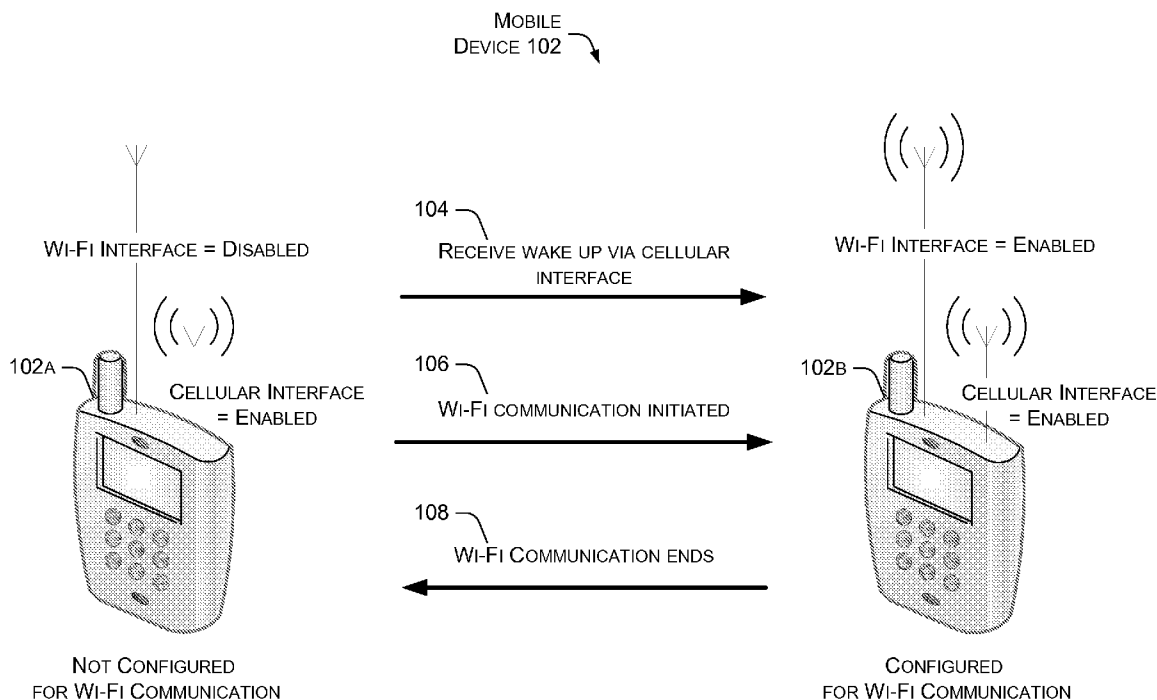 MOBILE
DEVICE 102
WI-FI INTERFACE = DISABLED
104
RECEIVE WAKE UP VIA CELLULAR
INTERFACE
WI-FI INTERFACE = ENABLED
102A
CELLULAR INTERFACE
= ENABLED
106
WI-FI COMMUNICATION INITIATED
102B
CELLULAR INTERFACE
= ENABLED
108
WI-FI COMMUNICATION ENDS
NOT CONFIGURED
FOR WI-FI COMMUNICATION
CONFIGURED
FOR WI-FI COMMUNICATION